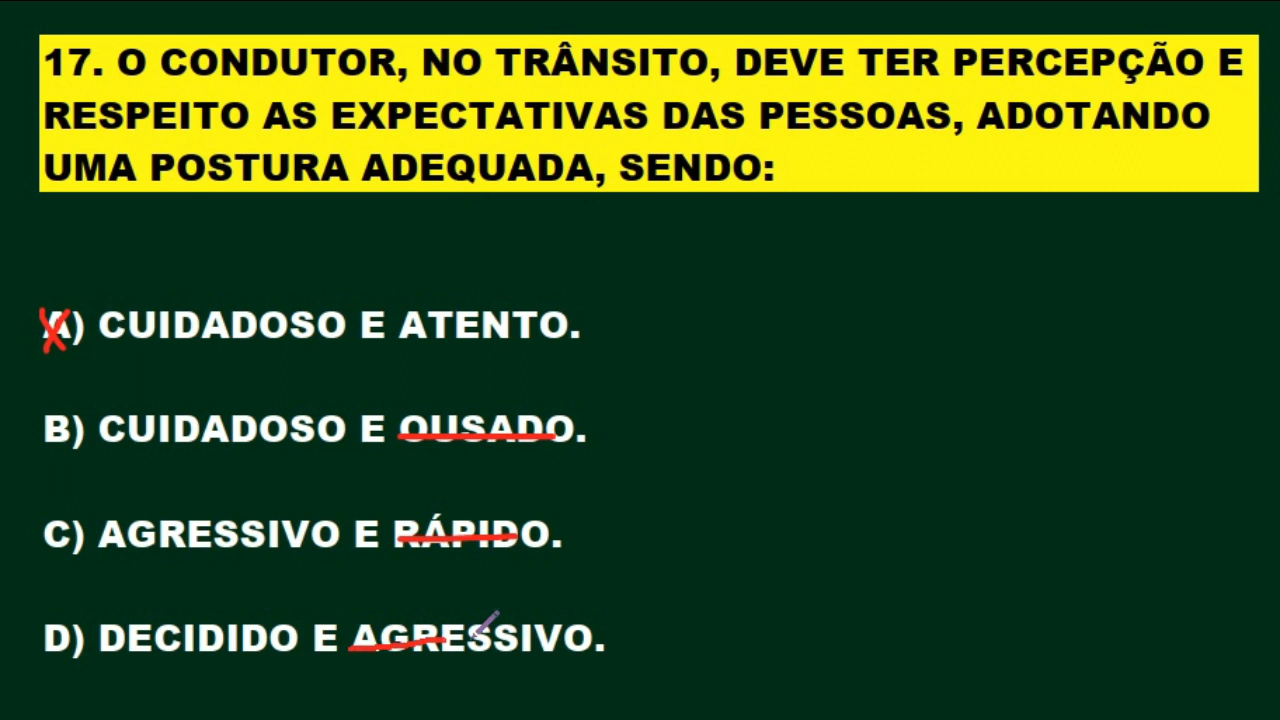 17. O CONDUTOR, NO TRÂNSITO, DEVE TER PERCEPÇÃO E
RESPEITO AS EXPECTATIVAS DAS PESSOAS, ADOTANDO
UMA POSTURA ADEQUADA, SENDO:
A) CUIDADOSO E ATENTO.
B) CUIDADOSO E OUSADO.
C) AGRESSIVO E RÁPIDO.
D) DECIDIDO E AGRESSIVO.